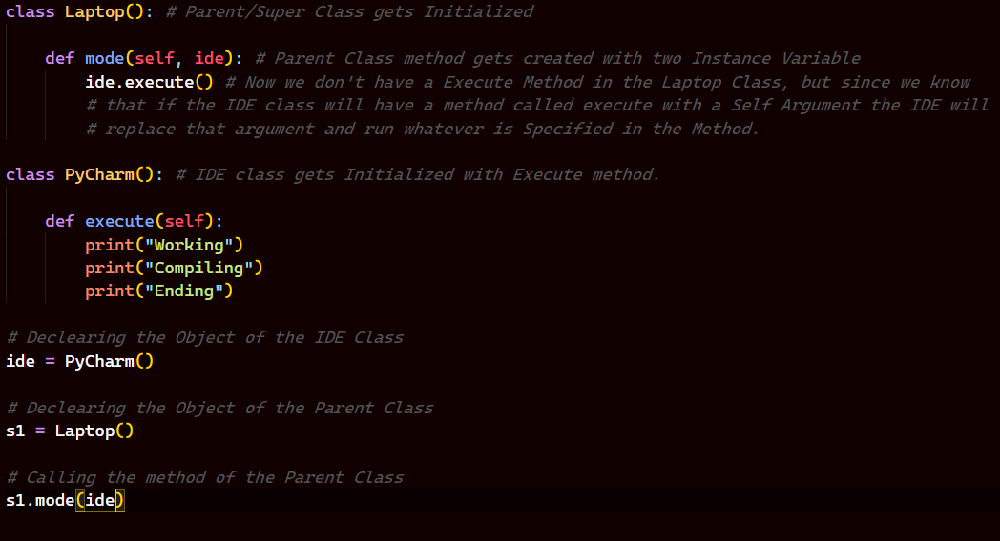 class Laptop(): # Parent/Super Class gets Initialized
def mode(self, ide): # Parent Class method gets created with two Instance Variable
ide.execute() # Now we don't have a Execute Method in the Laptop Class, but since we know
# that if the IDE class will have a method called execute with a Self Argument the IDE will
# replace that argument and run whatever is Specified in the Method.
class PyCharm(): # IDE class gets Initialized with Execute method.
def execute(self):
print("Working")
print("Compiling")
print("Ending")
# Declearing the Object of the IDE Class
ide = PyCharm()
# Declearing the Object of the Parent Class
s1 = Laptop()
# Calling the method of the Parent Class
s1.mode(ide)